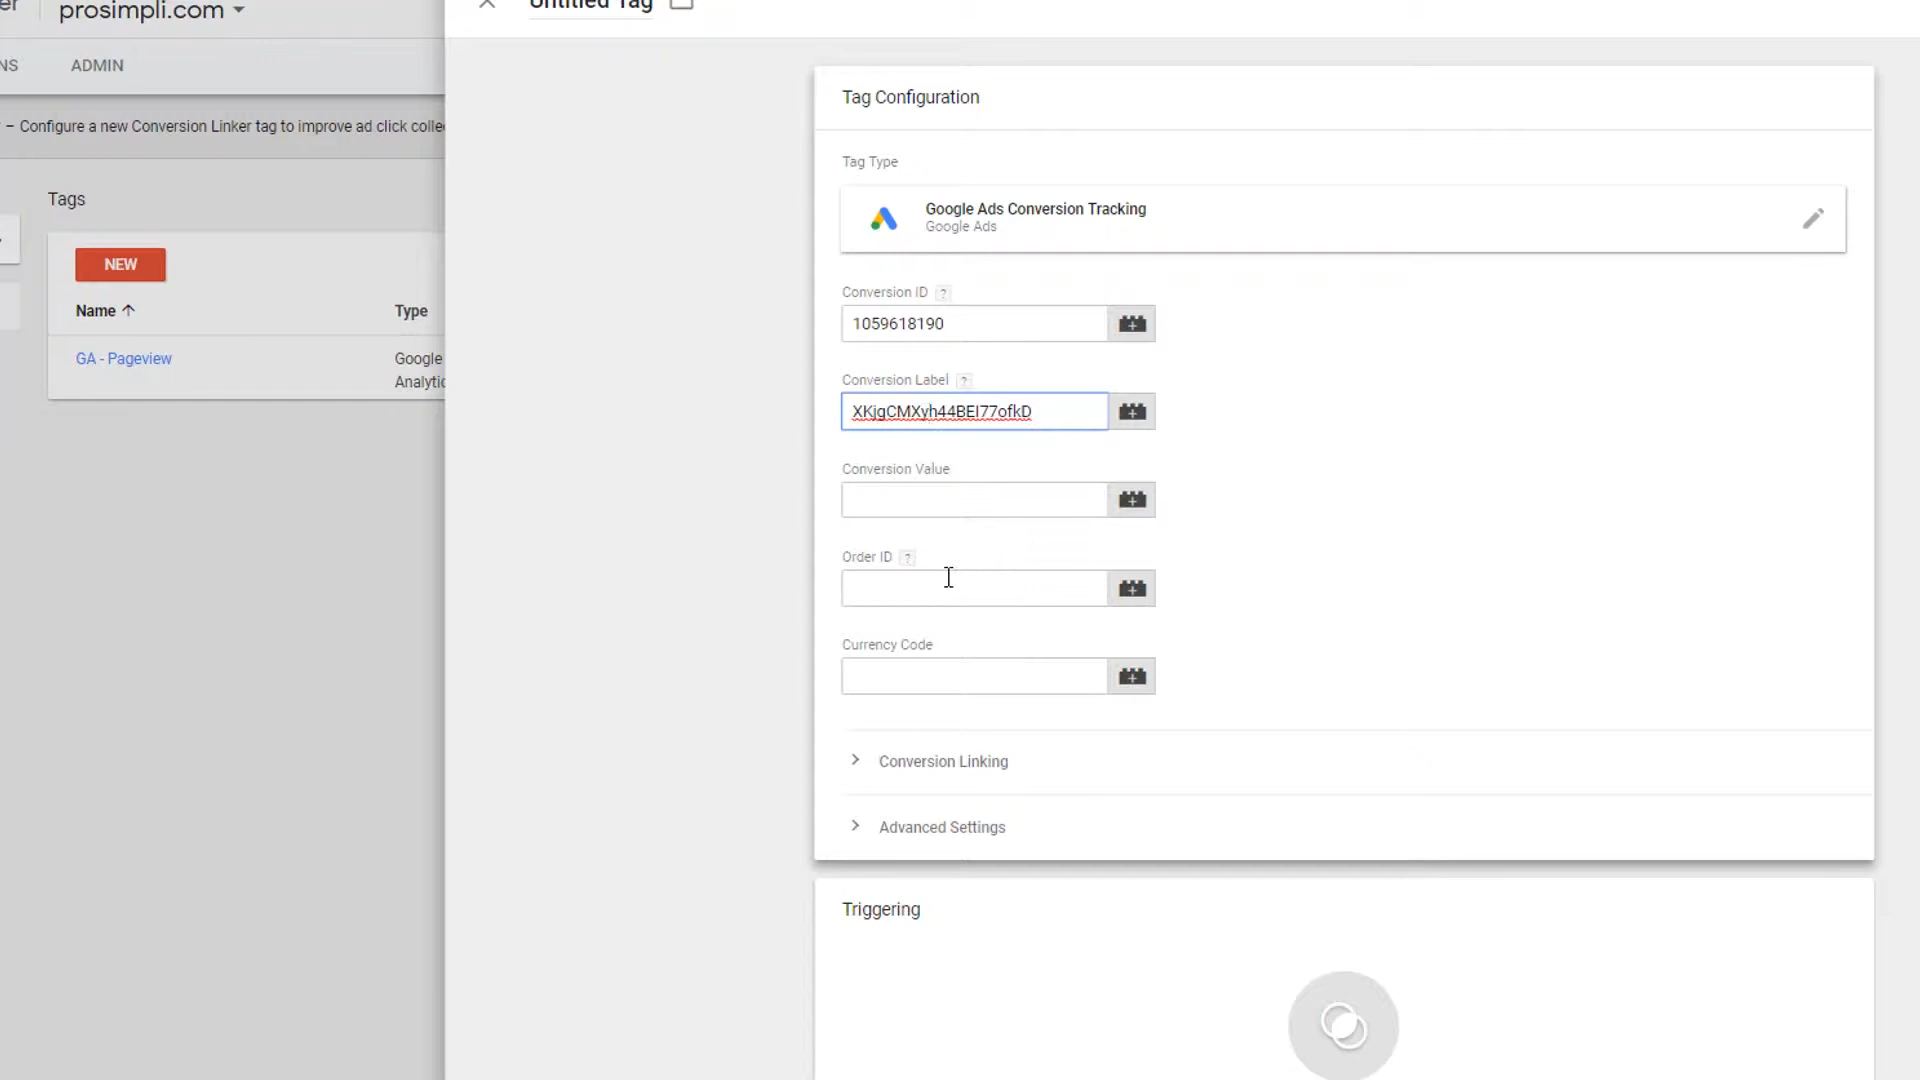 prosimpli.com
Untitled Tag
NS
ADMIN
– Configure a new Conversion Linker tag to improve ad click colle
Tags
NEW
Name
Type
GA - Pageview
Google
Analytic
Tag Configuration
Tag Type
Google Ads Conversion Tracking
Google Ads
Conversion ID ?
1059618190
Conversion Label ?
XKjgCMXyh44BEI77ofkD
Conversion Value
Order ID ?
Currency Code
Conversion Linking
Advanced Settings
Triggering